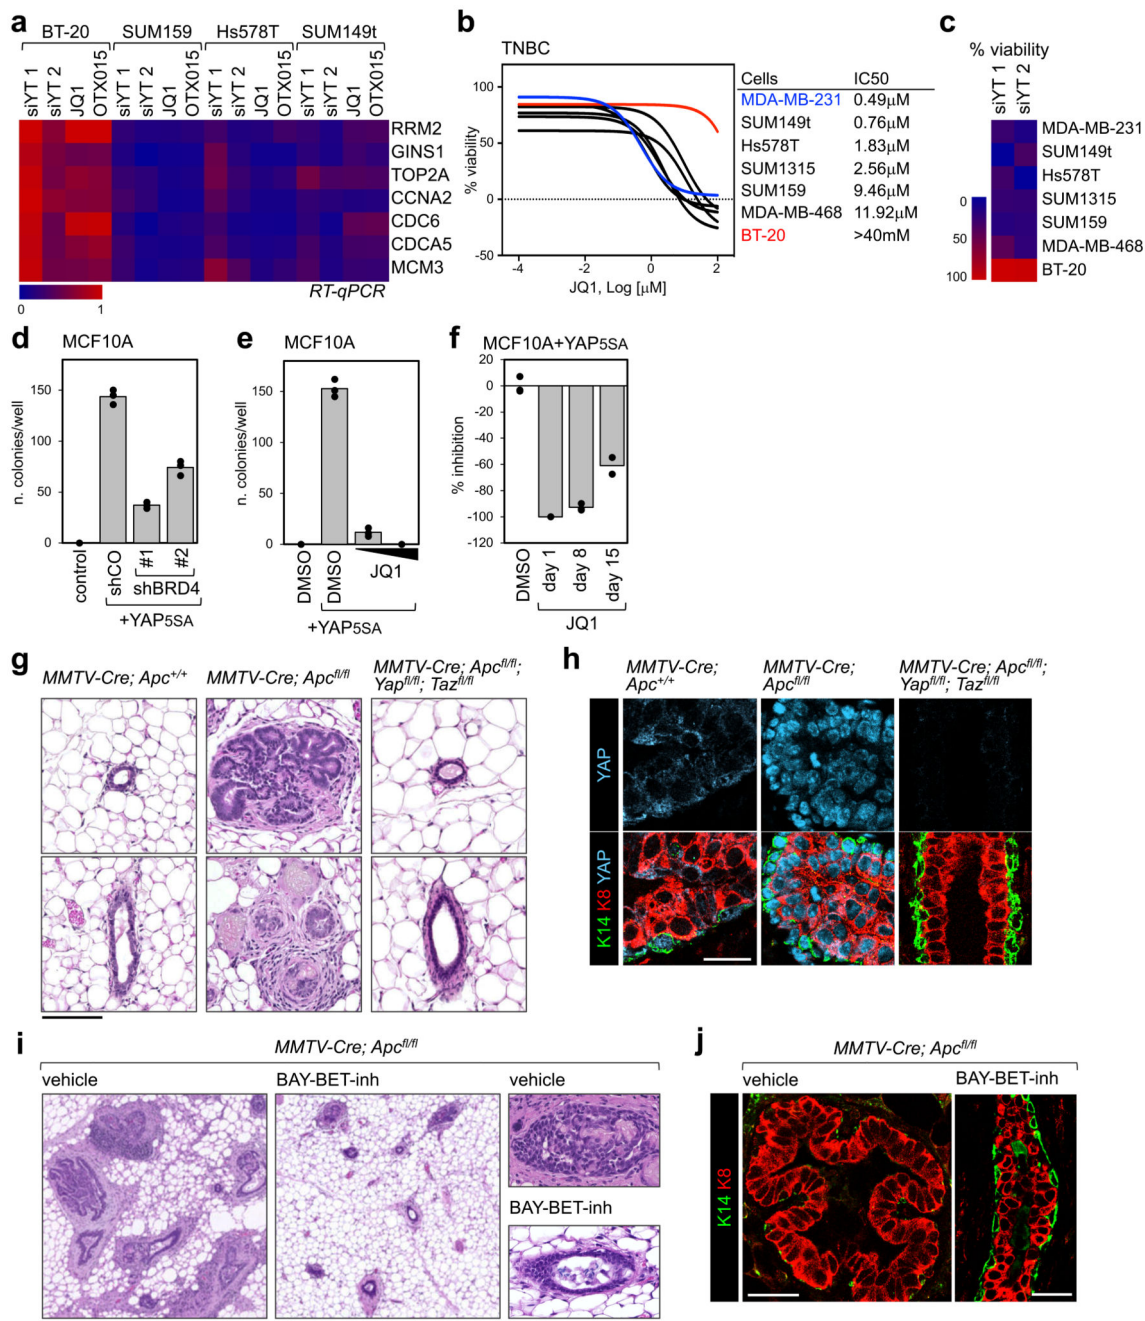 a
BT-20 SUM159 Hs578T SUM149t
siYT 1
siYT 2
JQ1
OTX015
siYT 1
siYT 2
JQ1
OTX015
siYT 1
siYT 2
JQ1
OTX015
siYT 1
siYT 2
JQ1
OTX015
RRM2
GINS1
TOP2A
CCNA2
CDC6
CDCA5
MCM3
RT-qPCR
0 1
b
TNBC
% viability
100
50
0
-50
-4 -2 0 2
JQ1, Log [μM]
Cells IC50
MDA-MB-231 0.49μM
SUM149t 0.76μM
Hs578T 1.83μM
SUM1315 2.56μM
SUM159 9.46μM
MDA-MB-468 11.92μM
BT-20 >40mM
c
% viability
siYT 1
siYT 2
MDA-MB-231
SUM149t
Hs578T
SUM1315
SUM159
MDA-MB-468
BT-20
0
50
100
d
MCF10A
n. colonies/well
150
100
50
0
control
shCO
#1
#2
shBRD4
+YAP5SA
e
MCF10A
n. colonies/well
150
100
50
0
DMSO
DMSO
JQ1
+YAP5SA
f
MCF10A+YAP5SA
% inhibition
20
0
-20
-40
-60
-80
-100
-120
DMSO
day 1
day 8
day 15
JQ1
g
MMTV-Cre; Apc+/+
MMTV-Cre; Apcfl/fl
MMTV-Cre; Apcfl/fl;
Yapfl/fl; Tazfl/fl
h
MMTV-Cre;
Apc+/+
MMTV-Cre;
Apcfl/fl
MMTV-Cre; Apcfl/fl;
Yapfl/fl; Tazfl/fl
YAP
K14 K8 YAP
i
MMTV-Cre; Apcfl/fl
vehicle
BAY-BET-inh
vehicle
BAY-BET-inh
j
MMTV-Cre; Apcfl/fl
vehicle
BAY-BET-inh
K14 K8